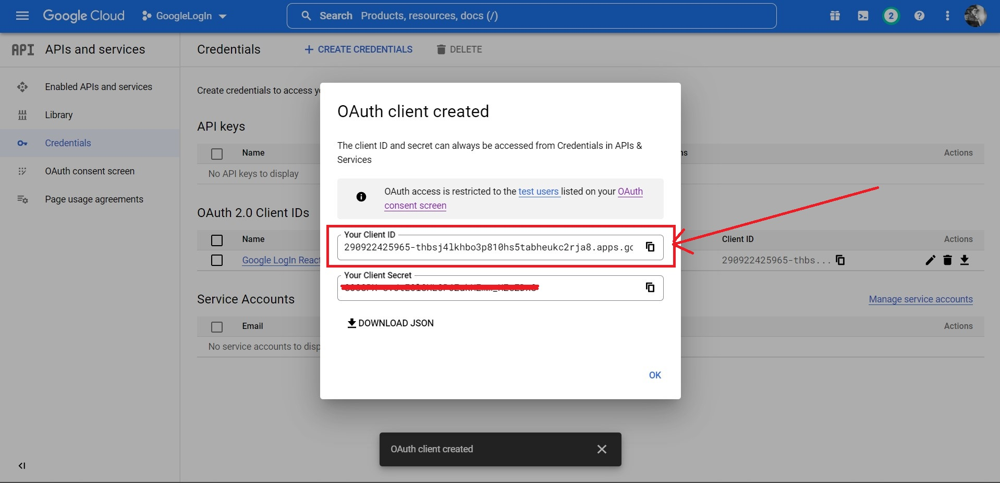 Google Cloud
GoogleLogIn
Search Products, resources, docs (/)
2
API APIs and services
Credentials
CREATE CREDENTIALS
DELETE
Enabled APIs and services
Library
Credentials
OAuth consent screen
Page usage agreements
Create credentials to access
API keys
Name
Actions
No API keys to display
OAuth 2.0 Client IDs
Name
Client ID
Actions
Google LogIn React
290922425965-thbs...
Service Accounts
Manage service accounts
Email
Actions
No service accounts to disp
OAuth client created
The client ID and secret can always be accessed from Credentials in APIs &
Services
OAuth access is restricted to the test users listed on your OAuth
consent screen
Your Client ID
290922425965-thbsj4lkhbo3p810hs5tabheukc2rja8.apps.go
Your Client Secret
DOWNLOAD JSON
OK
OAuth client created